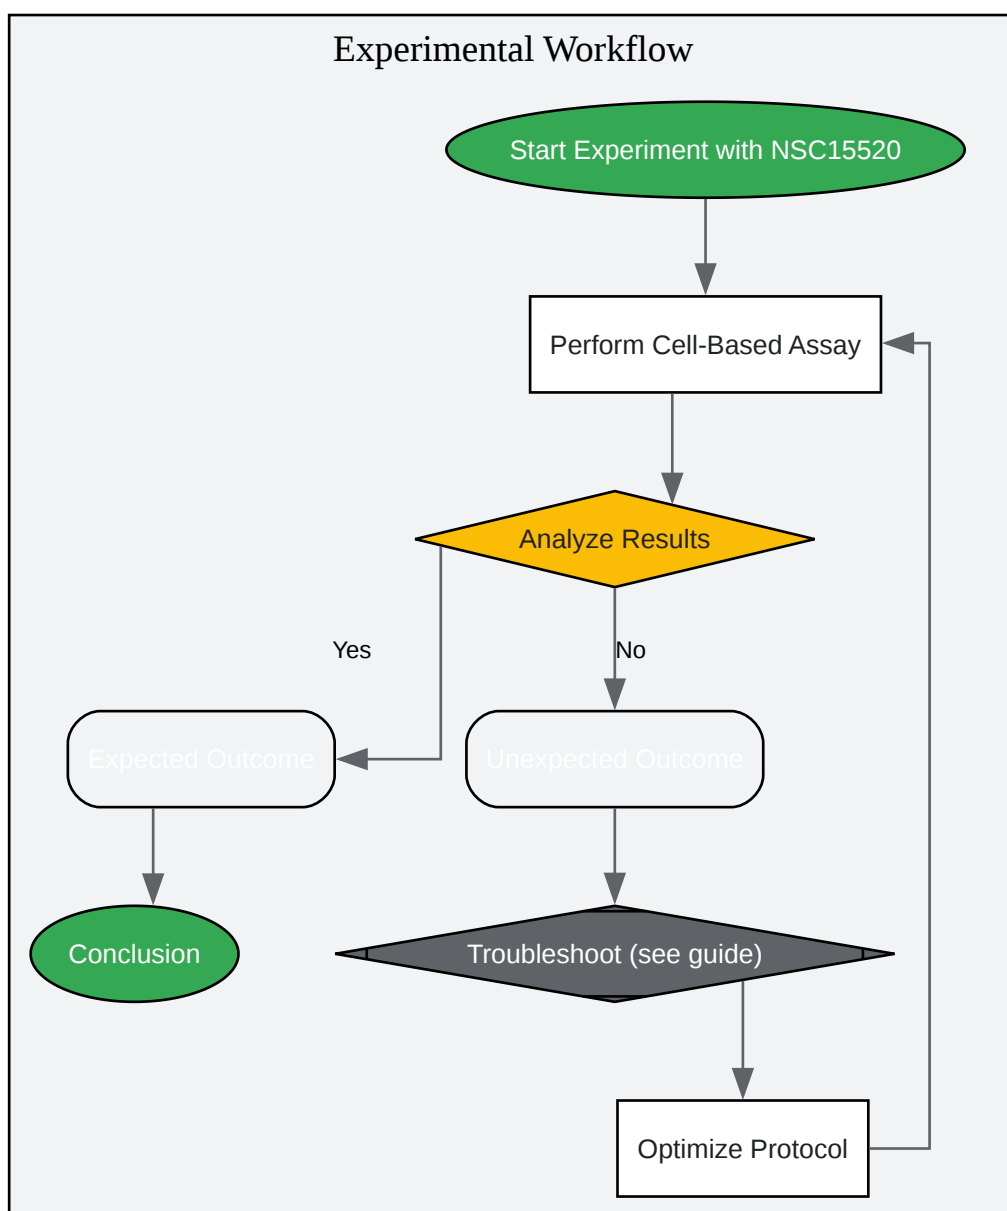 Experimental Workflow
Start Experiment with NSC15520
Perform Cell-Based Assay
Analyze Results
Yes
No
Expected Outcome
Unexpected Outcome
Conclusion
Troubleshoot (see guide)
Optimize Protocol